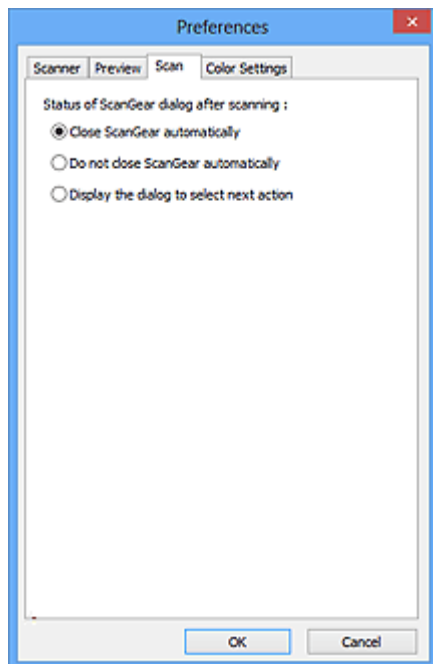 Preferences
Scanner Preview Scan Color Settings
Status of ScanGear dialog after scanning :
Close ScanGear automatically
Do not close ScanGear automatically
Display the dialog to select next action
OK Cancel